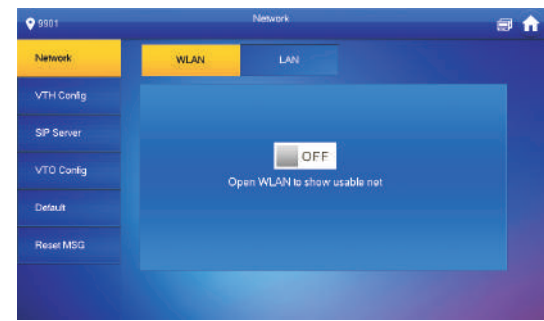 9901
Network
Network
WLAN
LAN
VTH Config
SIP Server
VTO Config
Default
Reset MSG
OFF
Open WLAN to show usable net